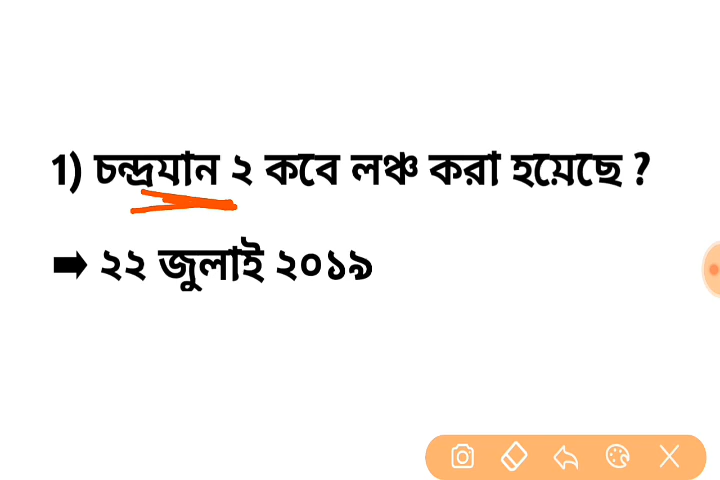 1) চন্দ্রযান ২ কবে লঞ্চ করা হয়েছে ?
➡ ২২ জুলাই ২০১৯